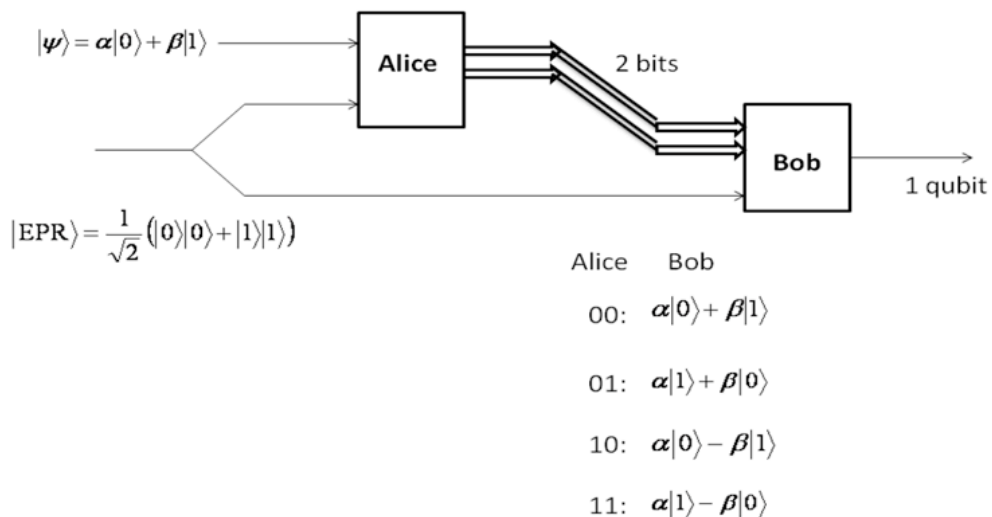 |ψ⟩ = α|0⟩ + β|1⟩
Alice
2 bits
Bob
1 qubit
|EPR⟩ = 1/√2 (|0⟩|0⟩ + |1⟩|1⟩)
Alice Bob
00: α|0⟩ + β|1⟩
01: α|1⟩ + β|0⟩
10: α|0⟩ − β|1⟩
11: α|1⟩ − β|0⟩